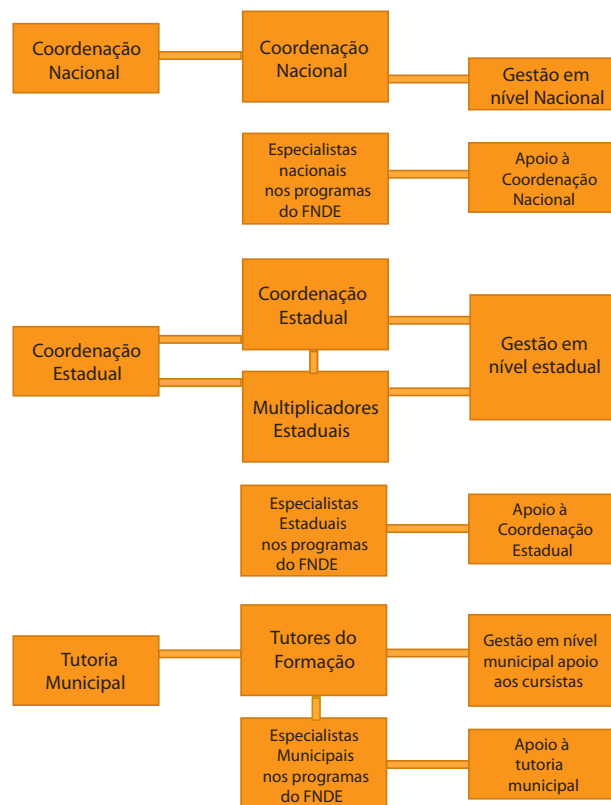 Coordenação
Nacional
Coordenação
Nacional
Gestão em
nível Nacional
Especialistas
nacionais
nos programas
do FNDE
Apoio à
Coordenação
Nacional
Coordenação
Estadual
Coordenação
Estadual
Multiplicadores
Estaduais
Gestão em
nível estadual
Especialistas
Estaduais
nos programas
do FNDE
Apoio à
Coordenação
Estadual
Tutoria
Municipal
Tutores do
Formação
Gestão em nível
municipal apoio
aos cursistas
Especialistas
Municipais
nos programas
do FNDE
Apoio à
tutoria
municipal